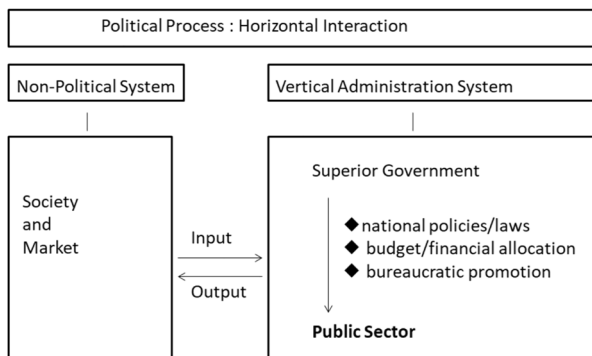 Political Process : Horizontal Interaction
Non-Political System
Vertical Administration System
Society
and
Market
Input
Output
Superior Government
◆national policies/laws
◆ budget/financial allocation
◆ bureaucratic promotion
Public Sector